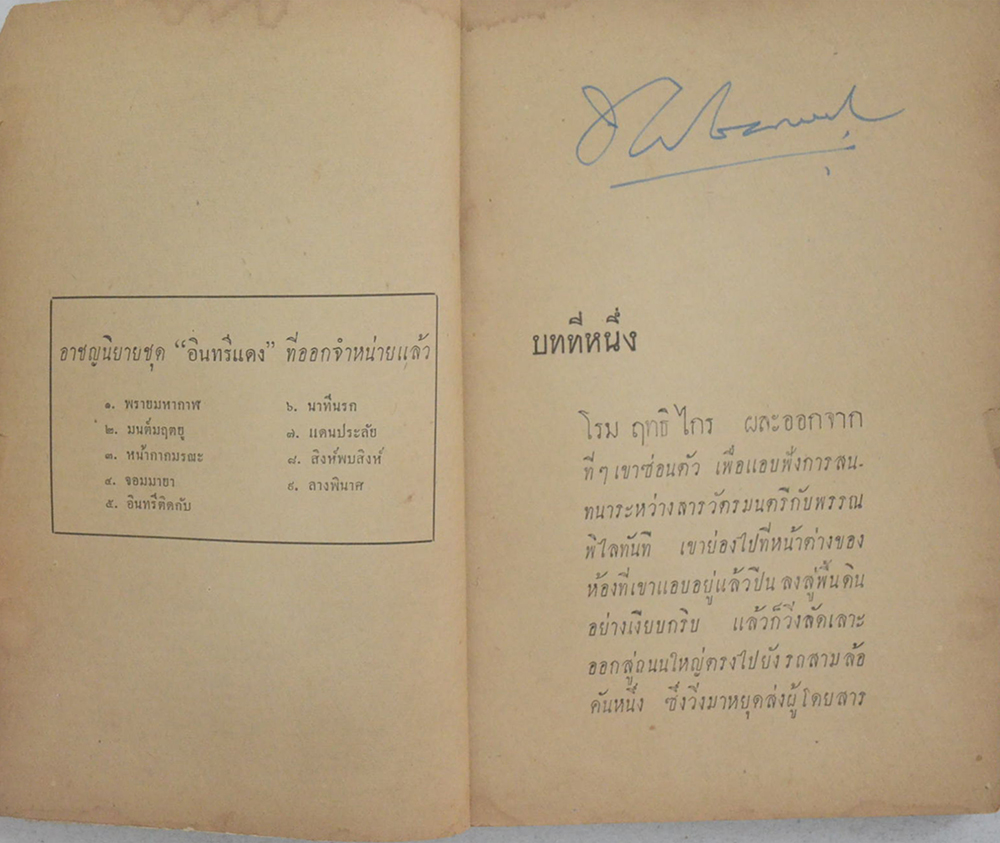 อาชญนิยายชุด “อินทรีแดง” ที่ออกจำหน่ายแล้ว
๑. พรายมหากาฬ
๒. มนต์มฤตยู
๓. หน้ากากมรณะ
๔. จอมมายา
๕. อินทรีติดกับ
๖. นาทีนรก
๗. แดนประลัย
๘. สิงห์พบสิงห์
๙. ลางพินาศ
บทที่หนึ่ง
โรม ฤทธิไกร ผละออกจาก
ที่ๆ เขาซ่อนตัว เพื่อแอบฟังการสน-
ทนาระหว่างสารวัตรมนตรีกับพรรณ
พิไลทันที เขาย่องไปที่หน้าต่างของ
ห้องที่เขาแอบอยู่แล้วปีนลงสู่พื้นดิน
อย่างเงียบกริบ แล้วก็วิ่งลัดเลาะ
ออกสู่ถนนใหญ่ตรงไปยังรถสามล้อ
คันหนึ่ง ซึ่งวิ่งมาหยุดส่งผู้โดยสาร